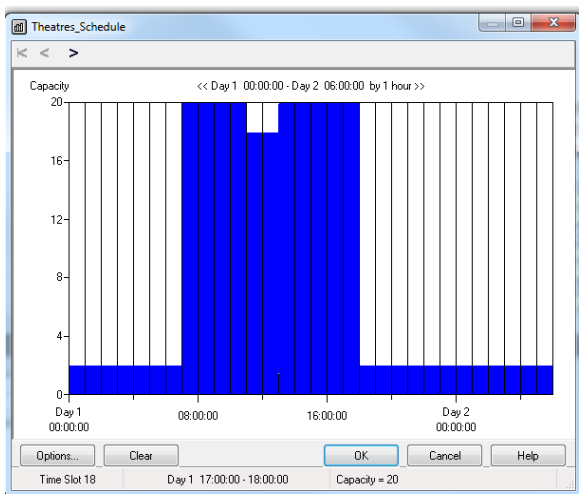 Theatres_Schedule
Capacity
<< Day 1 00:00:00 - Day 2 06:00:00 by 1 hour >>
20
16
12
8
4
0
Day 1
00:00:00
08:00:00
16:00:00
Day 2
00:00:00
Options...
Clear
OK
Cancel
Help
Time Slot 18
Day 1 17:00:00 - 18:00:00
Capacity = 20